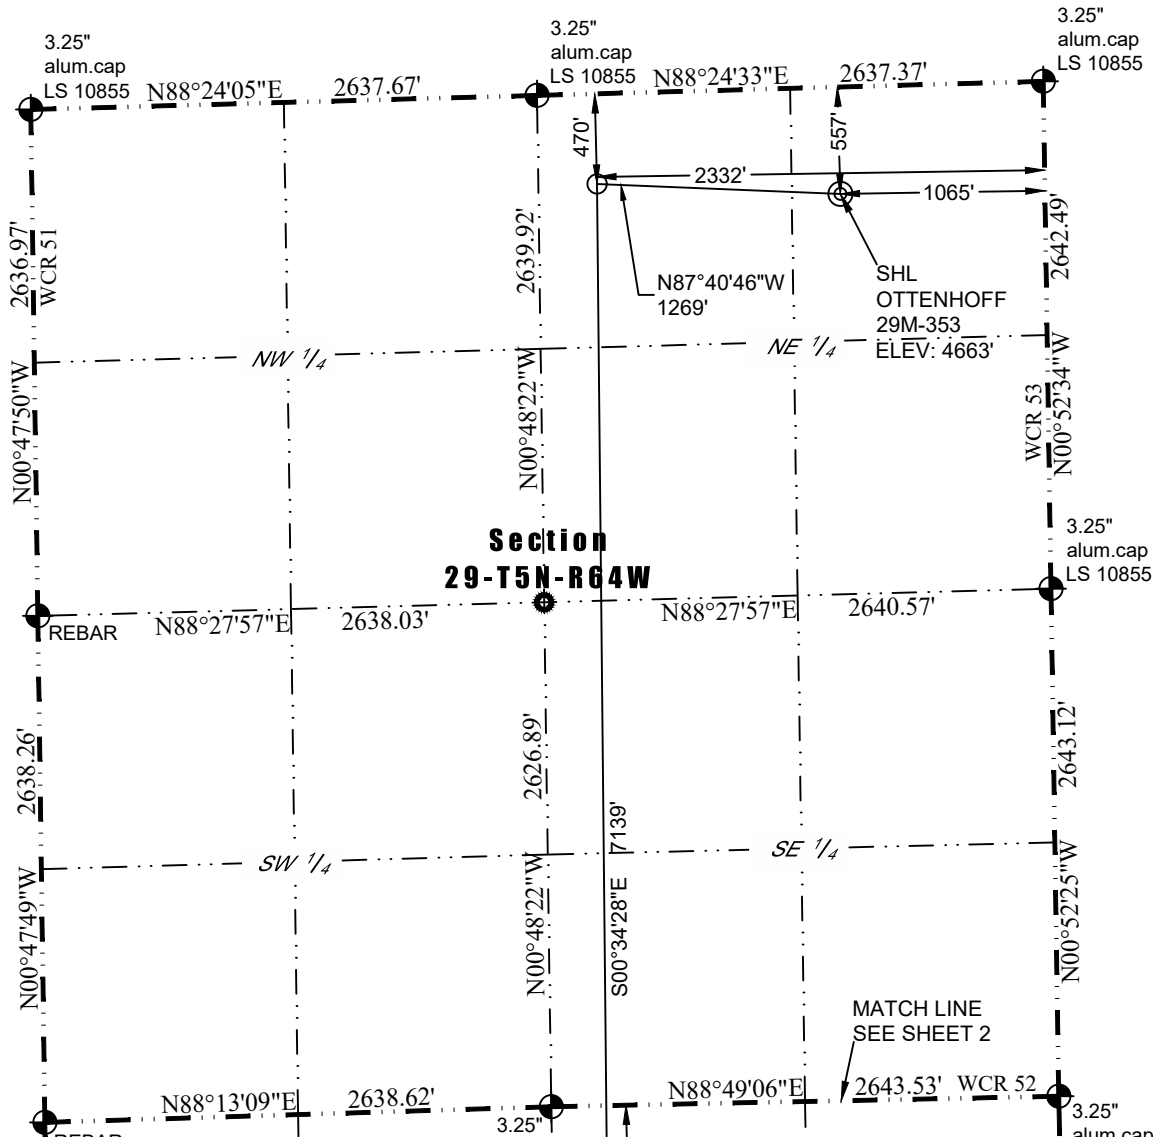 3.25"
alum.cap
LS 10855
3.25"
alum.cap
LS 10855
3.25"
alum.cap
LS 10855
N88°24'05"E
2637.67'
N88°24'33"E
2637.37'
470'
557'
2332'
1065'
2636.97'
WCR 51
2639.92'
2642.49'
N87°40'46"W
1269'
SHL
OTTENHOFF
29M-353
ELEV: 4663'
NW 1/4
NE 1/4
N00°47'50"W
N00°48'22"W
WCR 53
N00°52'34"W
Section
29-T5N-R64W
3.25"
alum.cap
LS 10855
REBAR
N88°27'57"E
2638.03'
N88°27'57"E
2640.57'
2638.26'
2626.89'
7139'
2643.12'
SW 1/4
SE 1/4
N00°47'49"W
N00°48'22"W
S00°34'28"E
N00°52'25"W
MATCH LINE
SEE SHEET 2
N88°13'09"E
2638.62'
N88°49'06"E
2643.53'
WCR 52
3.25"
3.25"
alum.cap
REBAR